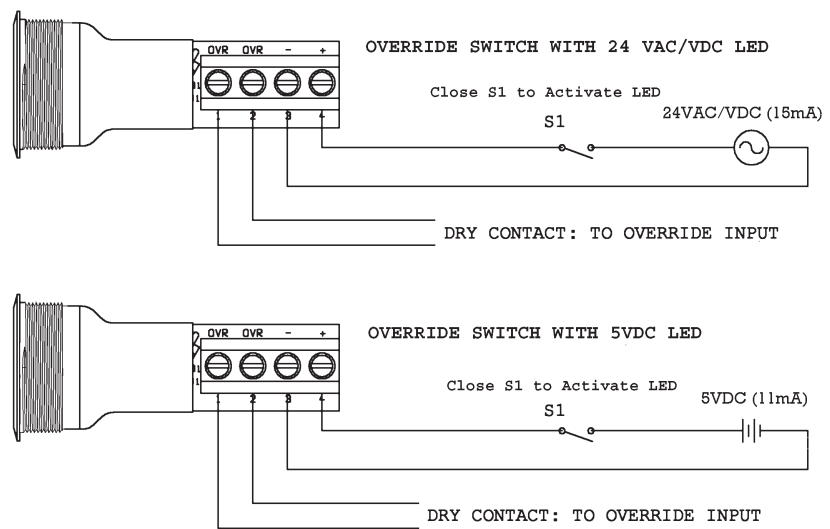 OVR OVR - +
OVERRIDE SWITCH WITH 24 VAC/VDC LED
Close S1 to Activate LED
S1
24VAC/VDC (15mA)
1 2 3 4
DRY CONTACT: TO OVERRIDE INPUT
OVR OVR - +
OVERRIDE SWITCH WITH 5VDC LED
Close S1 to Activate LED
S1
5VDC (11mA)
1 2 3 4
DRY CONTACT: TO OVERRIDE INPUT